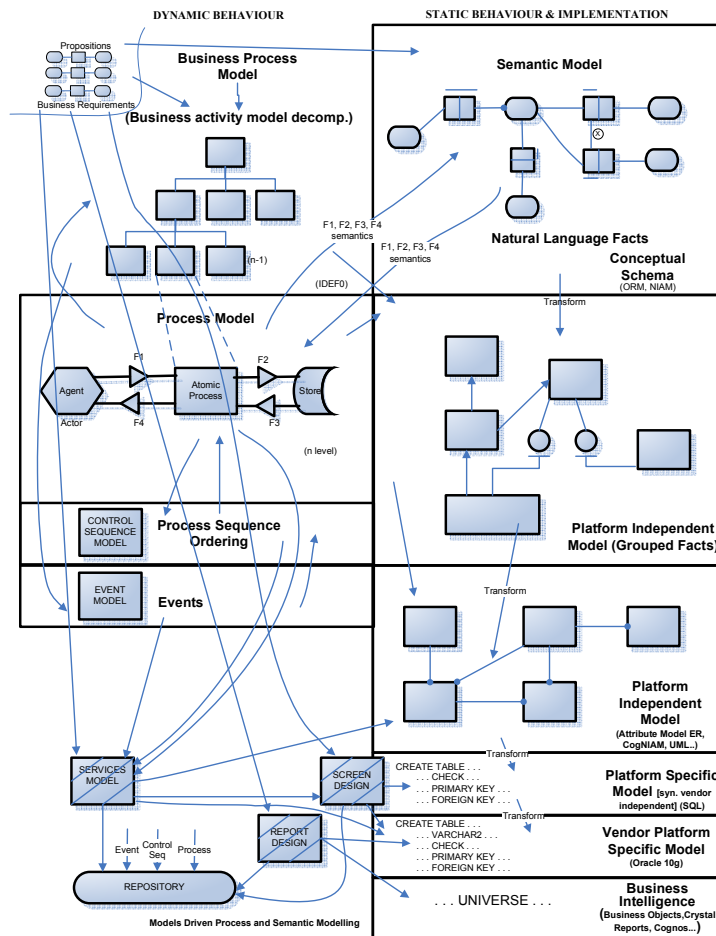 DYNAMIC BEHAVIOUR
STATIC BEHAVIOUR & IMPLEMENTATION
Propositions
Business Requirements
Business Process
Model
(Business activity model decomp.)
(n-1)
Semantic Model
X
F1, F2, F3, F4
semantics
F1, F2, F3, F4
semantics
Natural Language Facts
Conceptual
Schema
(ORM, NIAM)
(IDEF0)
Transform
Process Model
F1
F2
Agent
Atomic
Process
Store
Actor
F4
F3
(n level)
CONTROL
SEQUENCE
MODEL
Process Sequence
Ordering
Platform Independent
Model (Grouped Facts)
EVENT
MODEL
Events
Transform
Platform
Independent
Model
(Attribute Model ER,
CogNIAM, UML..)
Transform
SERVICES
MODEL
SCREEN
DESIGN
CREATE TABLE . . .
. . . CHECK . . .
. . . PRIMARY KEY . . .
. . . FOREIGN KEY . . .
Platform Specific
Model [syn. vendor
independent] (SQL)
Transform
REPORT
DESIGN
CREATE TABLE . . .
. . . VARCHAR2 . . .
. . . CHECK . . .
. . . PRIMARY KEY . . .
. . . FOREIGN KEY . . .
Vendor Platform
Specific Model
(Oracle 10g)
Event
Control
Seq
Process
REPOSITORY
. . . UNIVERSE . . .
Business
Intelligence
(Business Objects,Crystal
Reports, Cognos...)
Models Driven Process and Semantic Modelling